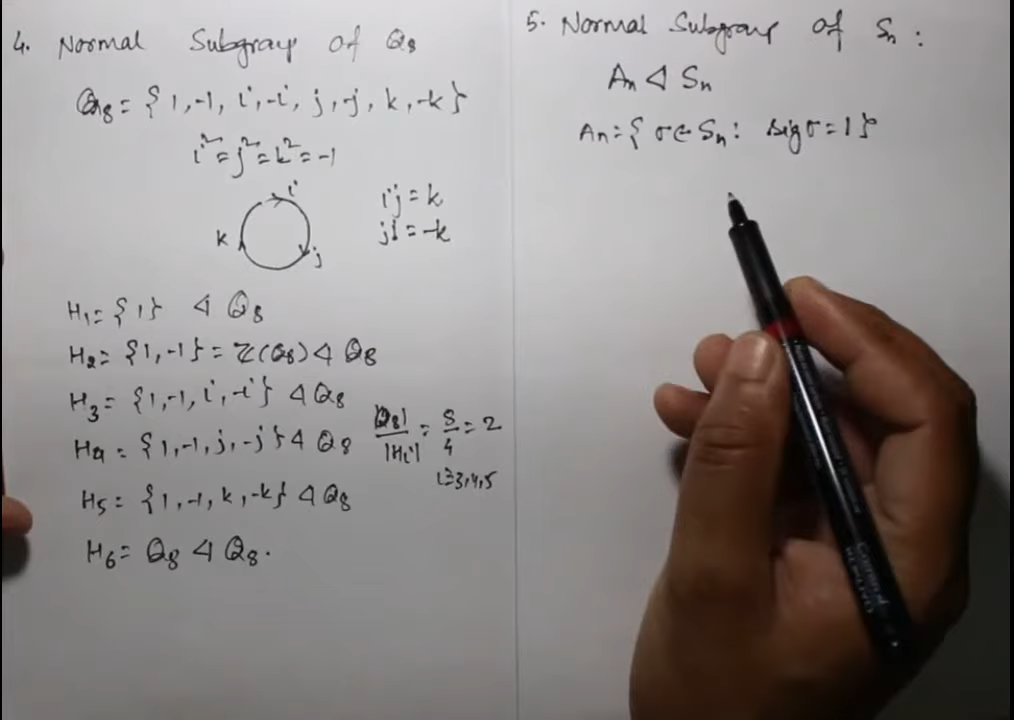 4. Normal Subgroup of Q₈
Q₈ = { 1, -1, i, -i, j, -j, k, -k }
i² = j² = k² = -1
i
k
j
ij = k
ji = -k
H₁ = { 1 } ◁ Q₈
H₂ = { 1, -1 } = Z(Q₈) ◁ Q₈
H₃ = { 1, -1, i, -i } ◁ Q₈
H₄ = { 1, -1, j, -j } ◁ Q₈
|Q₈| / |Hᵢ| = 8/4 = 2
i = 3,4,5
H₅ = { 1, -1, k, -k } ◁ Q₈
H₆ = Q₈ ◁ Q₈.
5. Normal Subgroup of Sₙ :
Aₙ ◁ Sₙ
Aₙ = { σ ∈ Sₙ : sig σ = 1 }